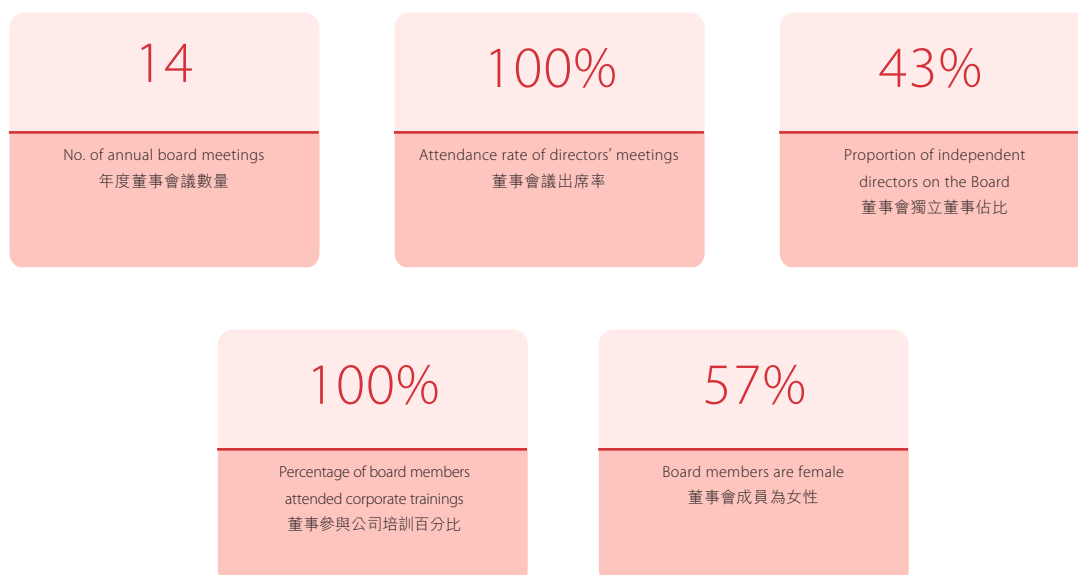 14
No. of annual board meetings
年度董事會議數量
100%
Attendance rate of directors’ meetings
董事會議出席率
43%
Proportion of independent
directors on the Board
董事會獨立董事佔比
100%
Percentage of board members
attended corporate trainings
董事參與公司培訓百分比
57%
Board members are female
董事會成員為女性